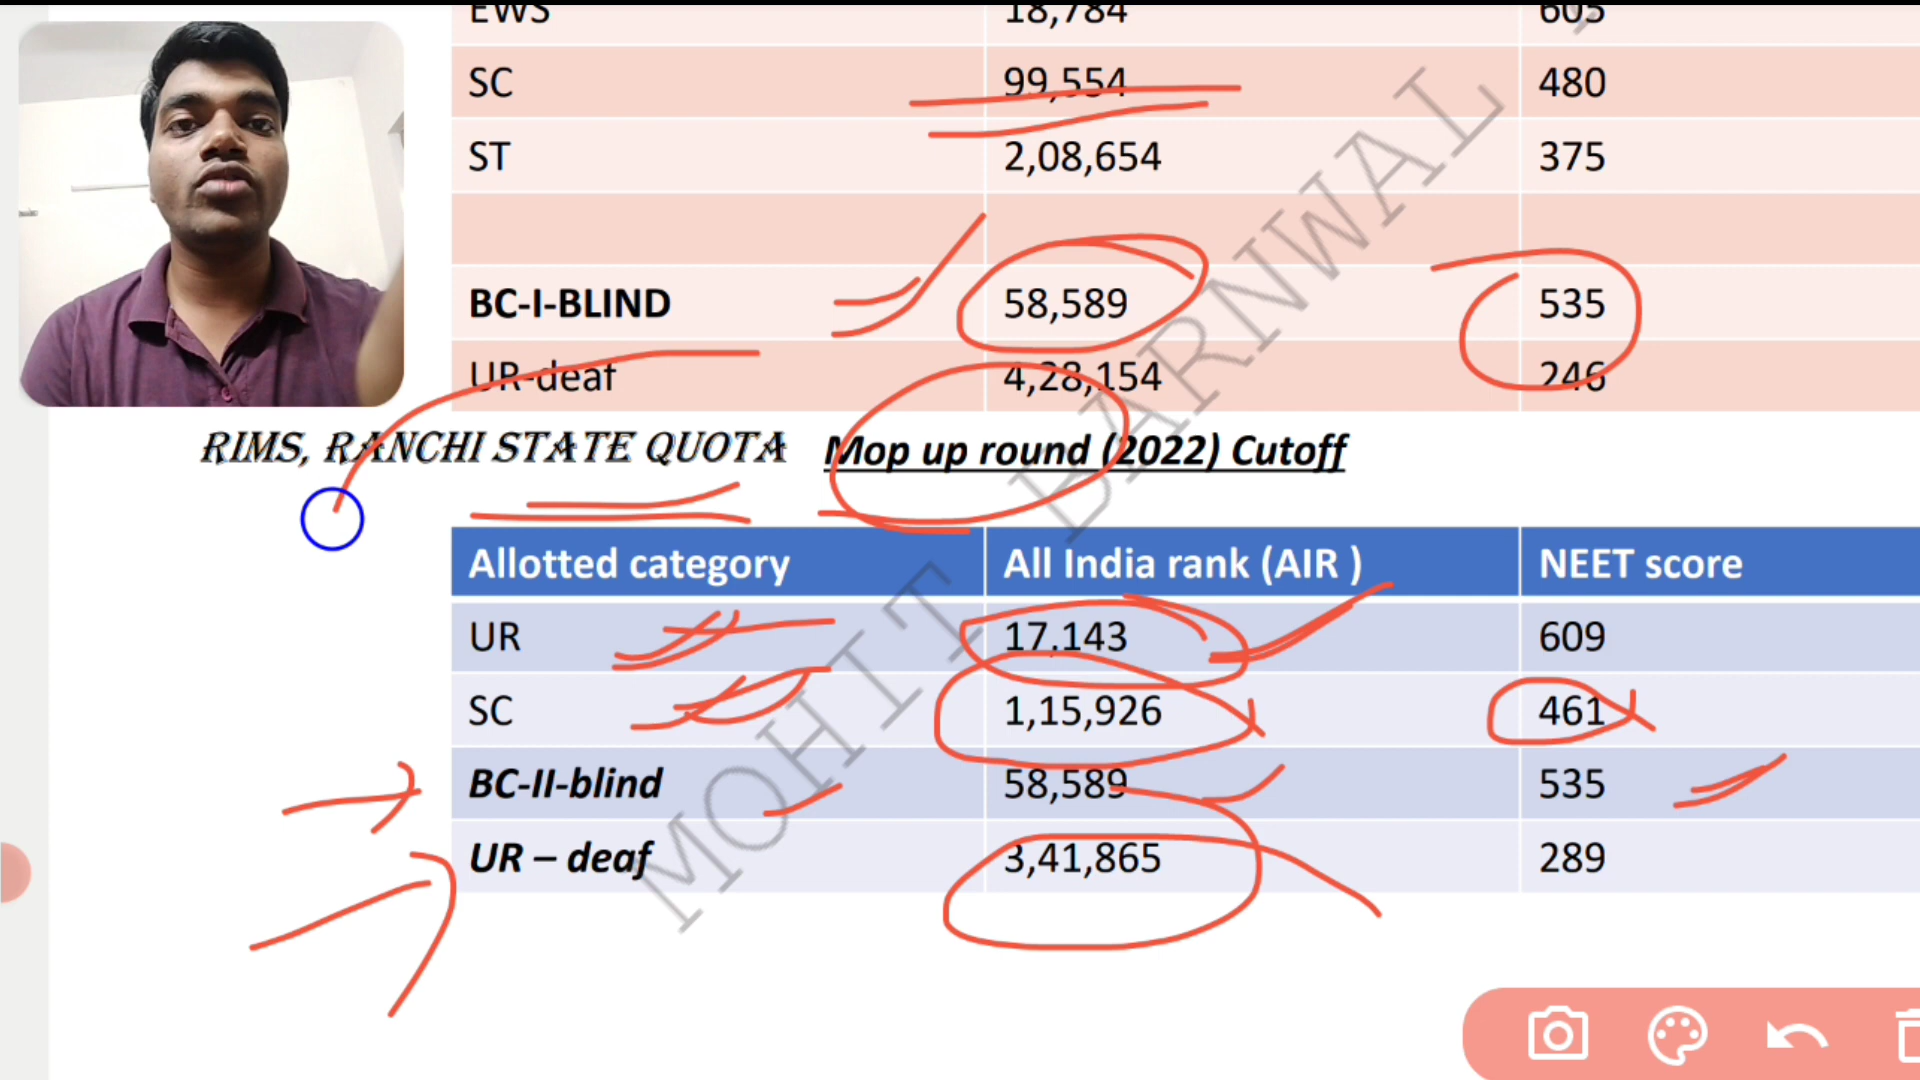 EWS 18,784 603
SC 99,554 480
ST 2,08,654 375
BC-I-BLIND 58,589 535
UR-deaf 4,28,154 246
RIMS, RANCHI STATE QUOTA Mop up round (2022) Cutoff
Allotted category All India rank (AIR ) NEET score
UR 17,143 609
SC 1,15,926 461
BC-II-blind 58,589 535
UR – deaf 3,41,865 289
MOHIT BARNWAL